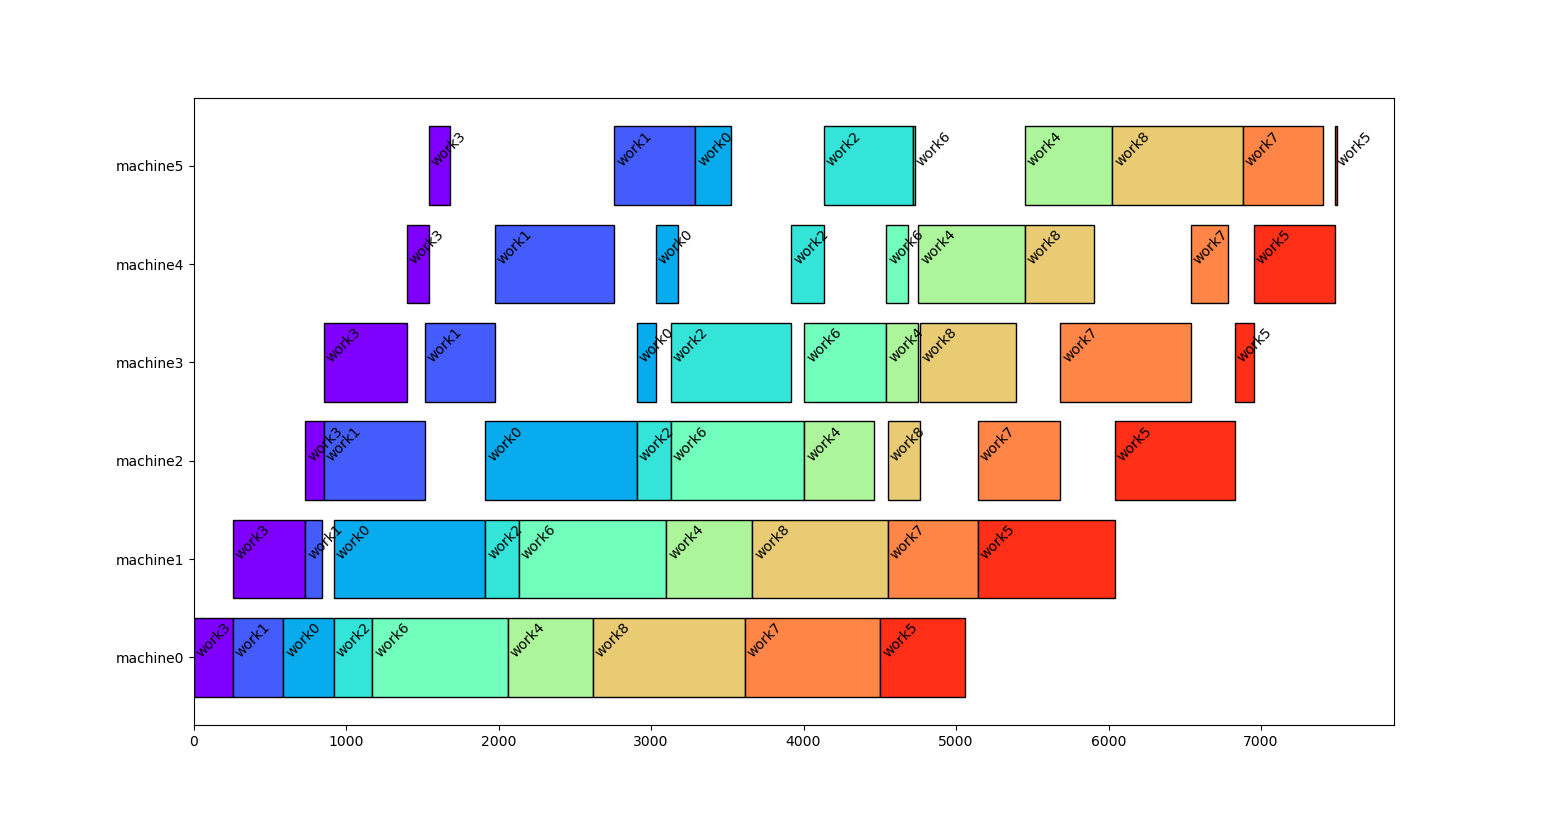 machine5 work3 work1 work0 work2 work6 work4 work8 work7 work5
machine4 work3 work1 work0 work2 work6 work4 work8 work7 work5
machine3 work3 work1 work0 work2 work6 work4 work8 work7 work5
machine2 work3 work1 work0 work2 work6 work4 work8 work7 work5
machine1 work3 work1 work0 work2 work6 work4 work8 work7 work5
machine0 work3 work1 work0 work2 work6 work4 work8 work7 work5
0 1000 2000 3000 4000 5000 6000 7000